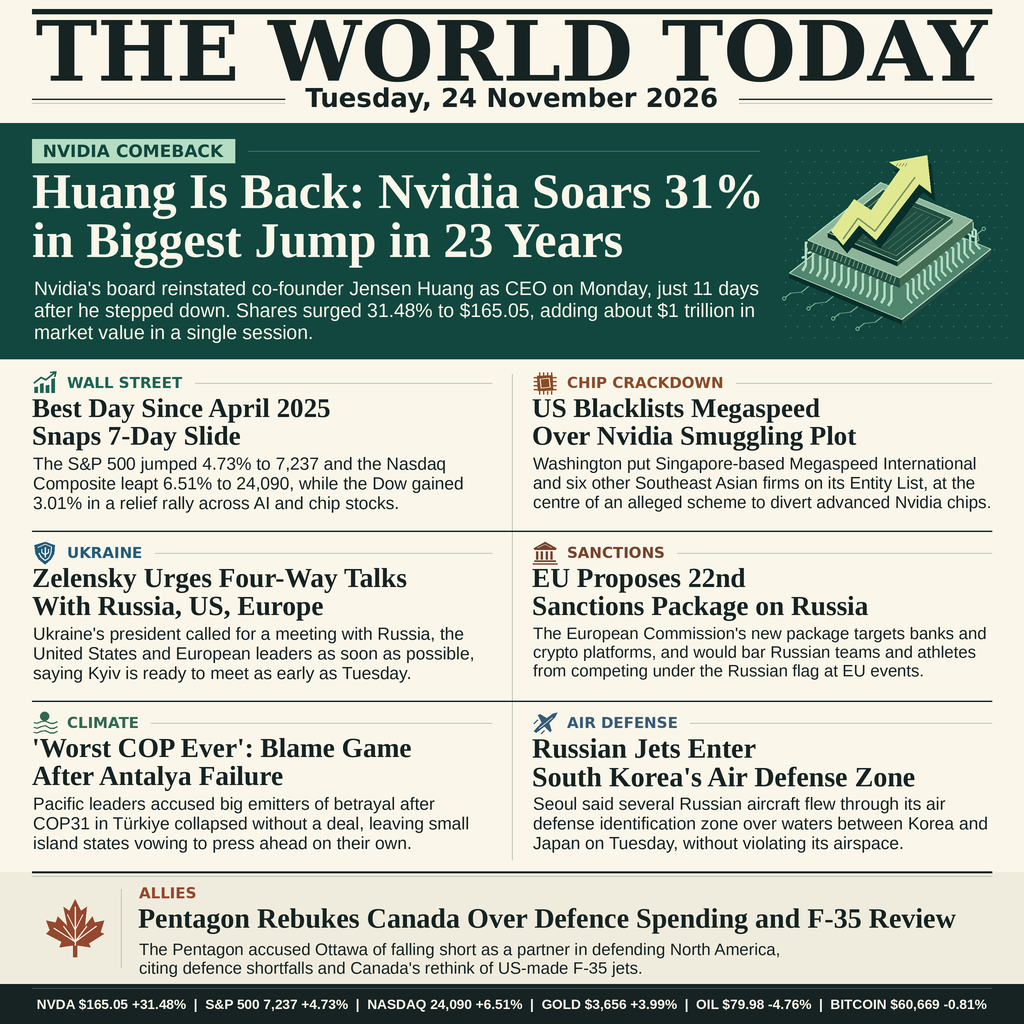 THE WORLD TODAY
Tuesday, 24 November 2026
NVIDIA COMEBACK
Huang Is Back: Nvidia Soars 31%
in Biggest Jump in 23 Years
Nvidia's board reinstated co-founder Jensen Huang as CEO on Monday, just 11 days
after he stepped down. Shares surged 31.48% to $165.05, adding about $1 trillion in
market value in a single session.
WALL STREET
Best Day Since April 2025
Snaps 7-Day Slide
The S&P 500 jumped 4.73% to 7,237 and the Nasdaq
Composite leapt 6.51% to 24,090, while the Dow gained
3.01% in a relief rally across AI and chip stocks.
CHIP CRACKDOWN
US Blacklists Megaspeed
Over Nvidia Smuggling Plot
Washington put Singapore-based Megaspeed International
and six other Southeast Asian firms on its Entity List, at the
centre of an alleged scheme to divert advanced Nvidia chips.
UKRAINE
Zelensky Urges Four-Way Talks
With Russia, US, Europe
Ukraine's president called for a meeting with Russia, the
United States and European leaders as soon as possible,
saying Kyiv is ready to meet as early as Tuesday.
SANCTIONS
EU Proposes 22nd
Sanctions Package on Russia
The European Commission's new package targets banks and
crypto platforms, and would bar Russian teams and athletes
from competing under the Russian flag at EU events.
CLIMATE
'Worst COP Ever': Blame Game
After Antalya Failure
Pacific leaders accused big emitters of betrayal after
COP31 in Türkiye collapsed without a deal, leaving small
island states vowing to press ahead on their own.
AIR DEFENSE
Russian Jets Enter
South Korea's Air Defense Zone
Seoul said several Russian aircraft flew through its air
defense identification zone over waters between Korea and
Japan on Tuesday, without violating its airspace.
ALLIES
Pentagon Rebukes Canada Over Defence Spending and F-35 Review
The Pentagon accused Ottawa of falling short as a partner in defending North America,
citing defence shortfalls and Canada's rethink of US-made F-35 jets.
NVDA $165.05 +31.48% | S&P 500 7,237 +4.73% | NASDAQ 24,090 +6.51% | GOLD $3,656 +3.99% | OIL $79.98 -4.76% | BITCOIN $60,669 -0.81%